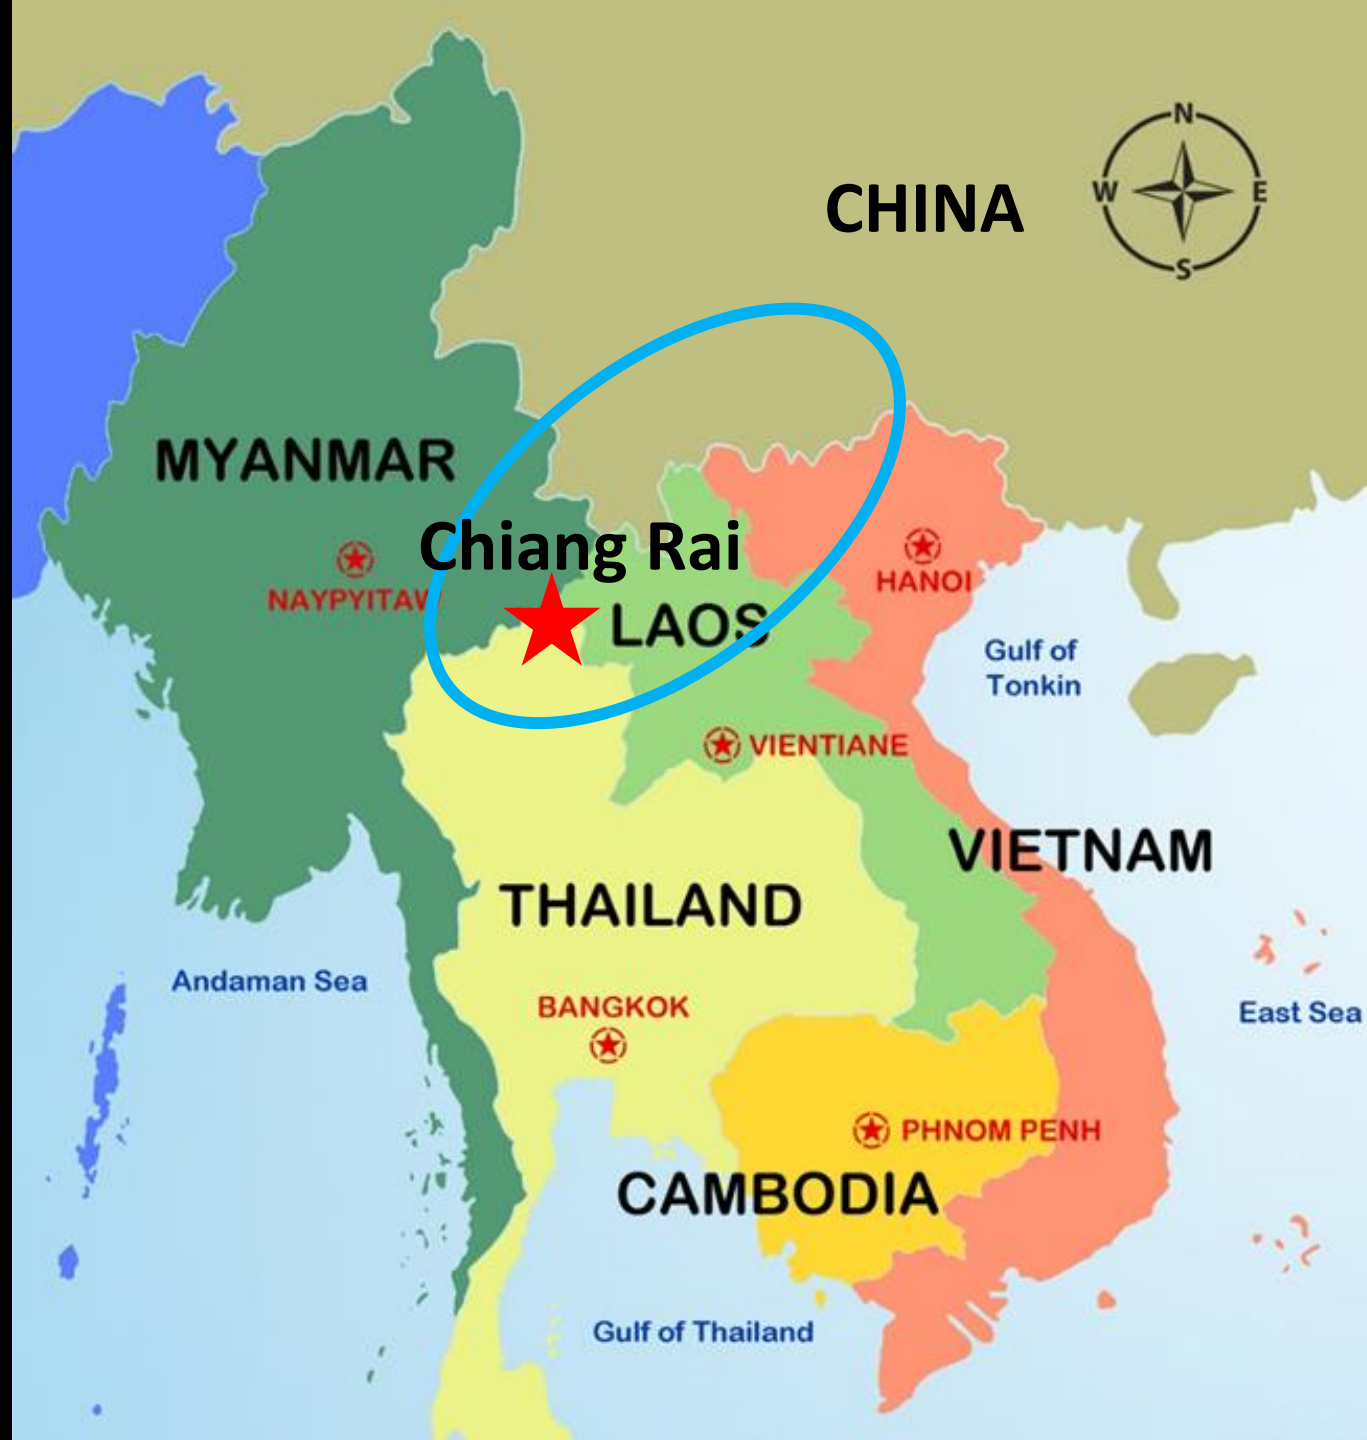 N
CHINA
W
E
S
MYANMAR
Chiang Rai
HANOI
NAYPYITAW
LAOS
Gulf of
Tonkin
VIENTIANE
VIETNAM
THAILAND
Andaman Sea
BANGKOK
East Sea
PHNOM PENH
CAMBODIA
Gulf of Thailand